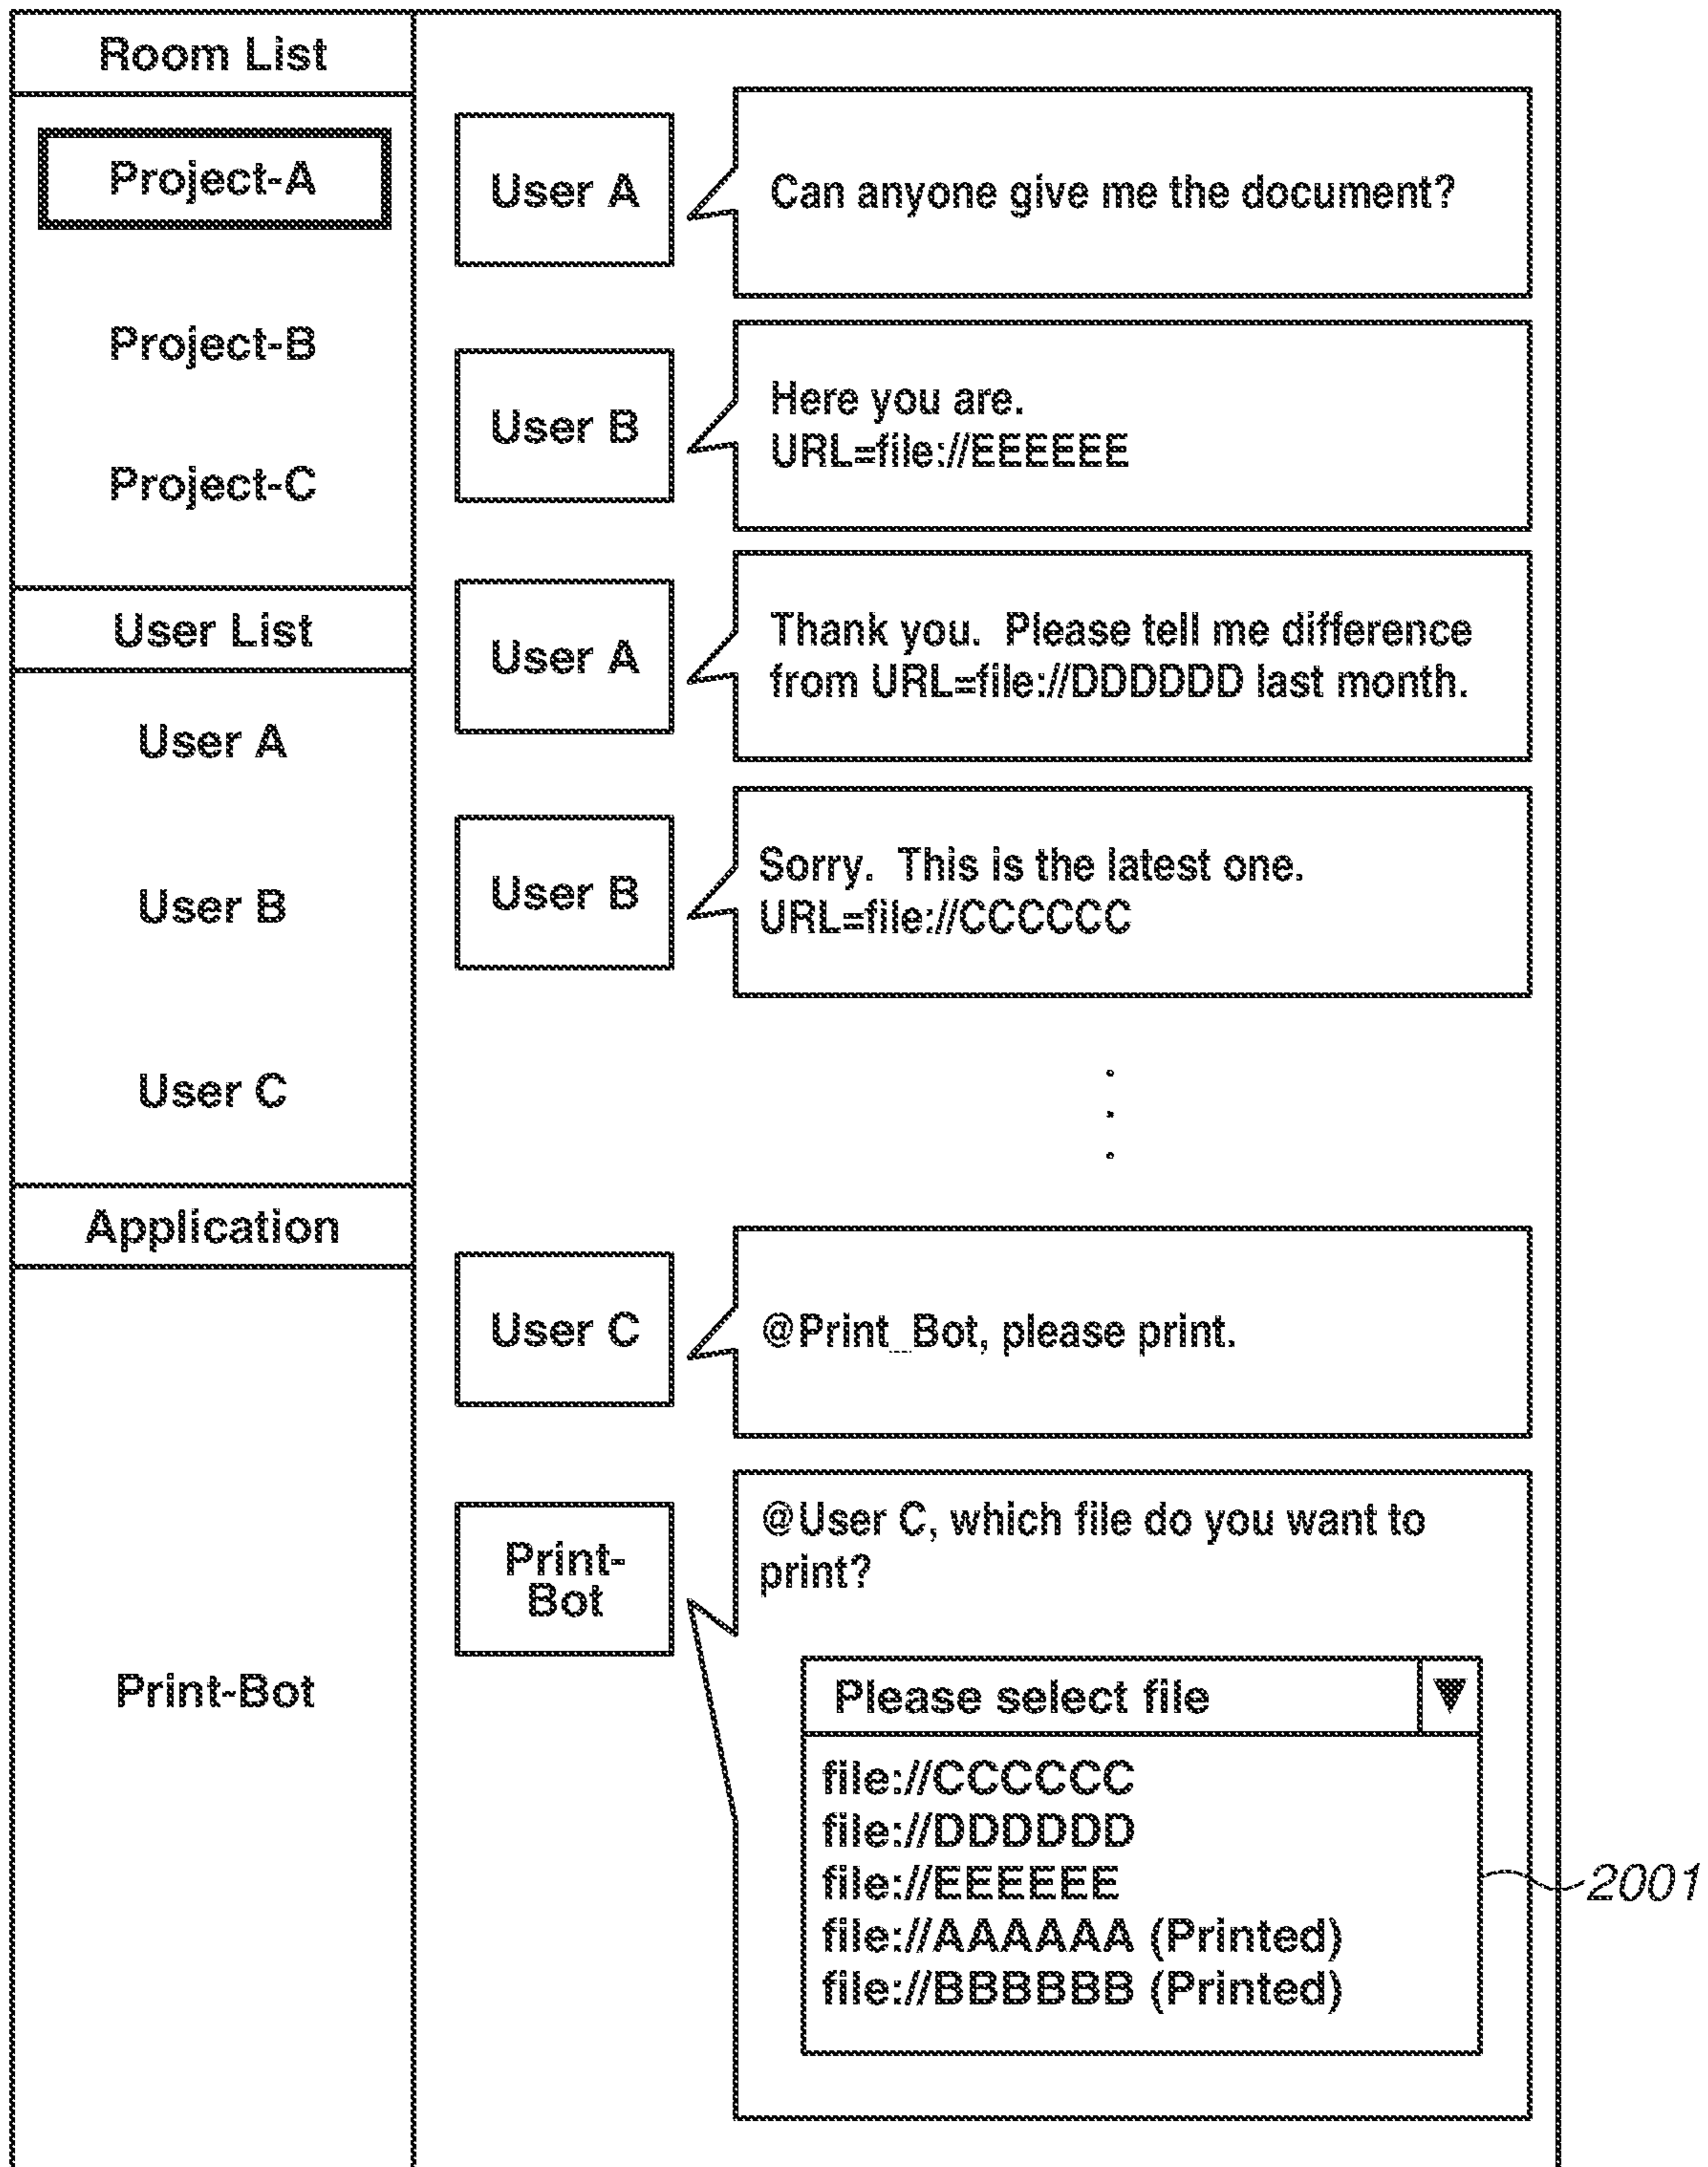 Room List
Project-A
Project-B
Project-C
User List
User A
User B
User C
Application
Print-Bot
User A
Can anyone give me the document?
User B
Here you are.
URL=file://EEEEEE
User A
Thank you.  Please tell me difference
from URL=file://DDDDDD last month.
User B
Sorry.  This is the latest one.
URL=file://CCCCCC
User C
@Print_Bot, please print.
Print-
Bot
@User C, which file do you want to
print?
Please select file ▼
file://CCCCCC
file://DDDDDD
file://EEEEEE
file://AAAAAA (Printed)
file://BBBBBB (Printed)
2001